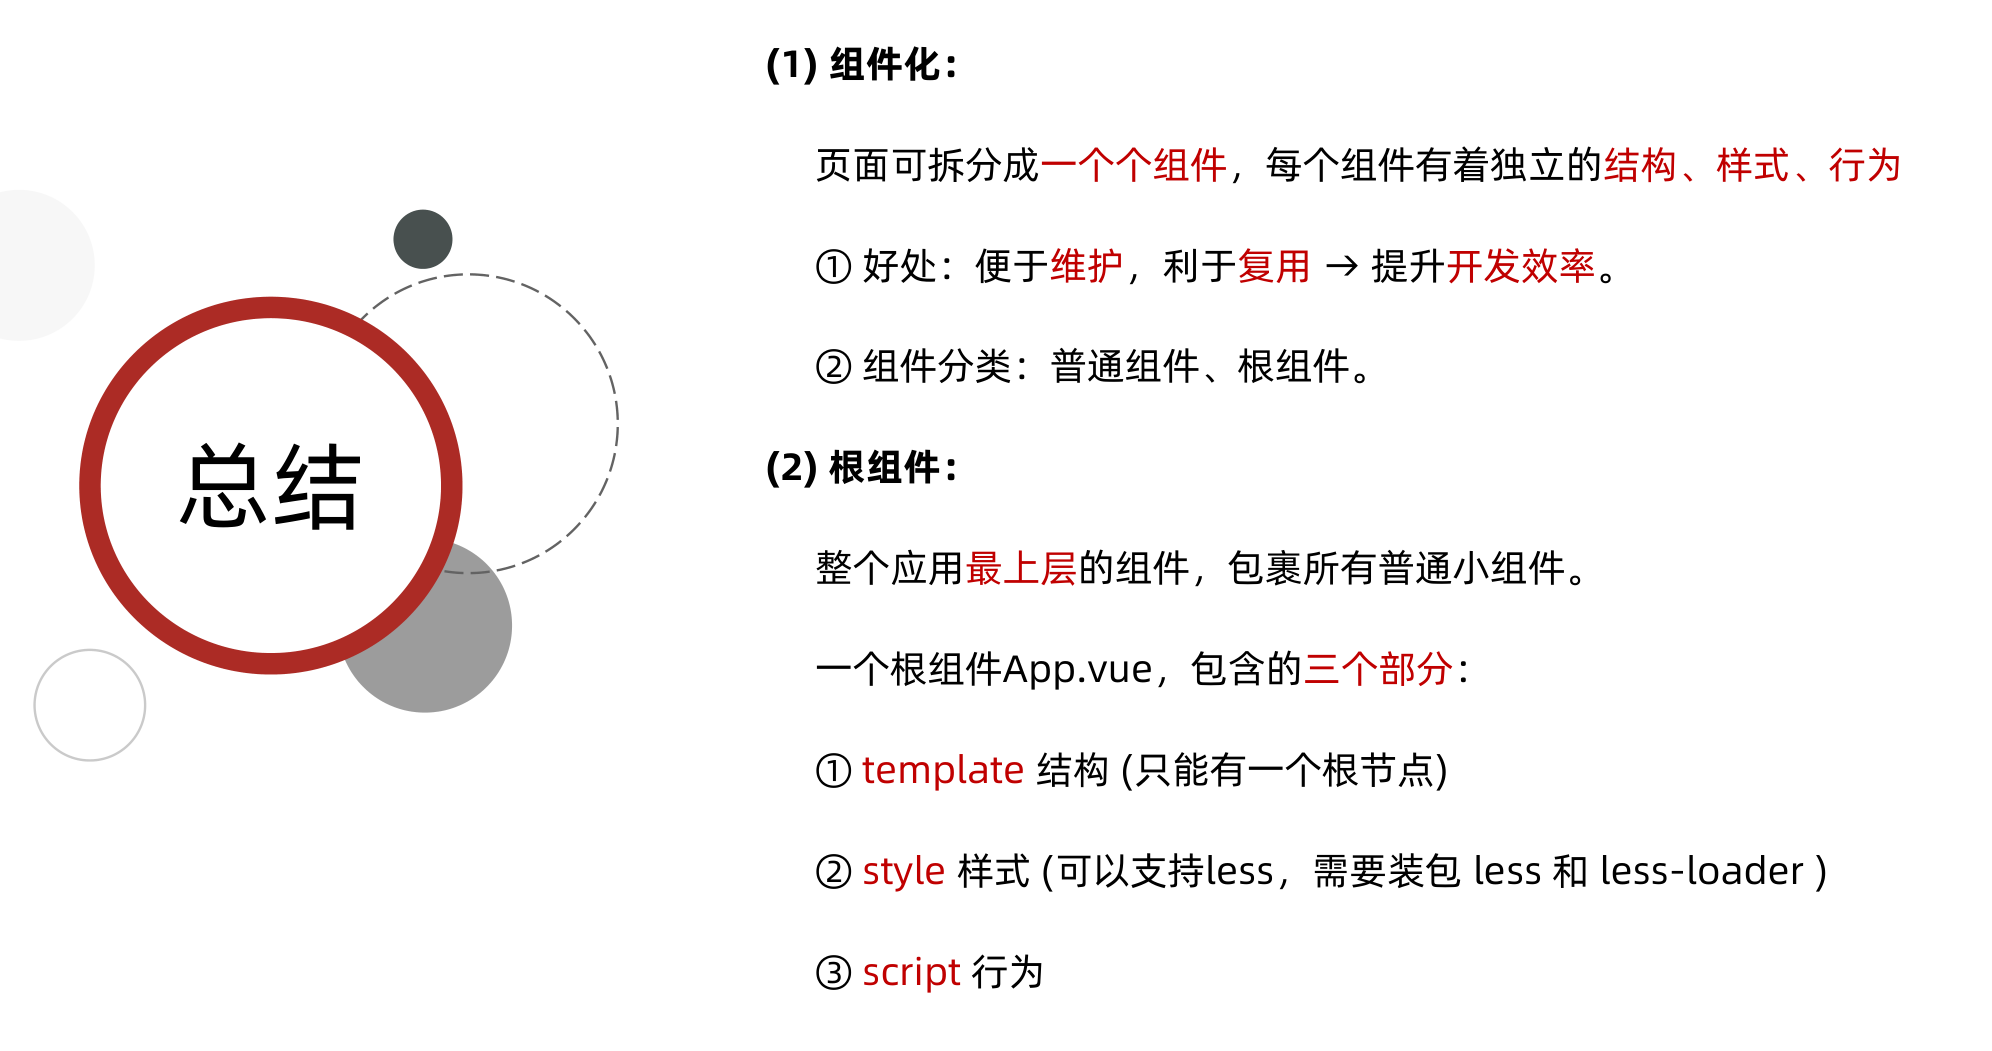 总结
(1) 组件化：
页面可拆分成一个个组件，每个组件有着独立的结构、样式、行为
① 好处：便于维护，利于复用 → 提升开发效率。
② 组件分类：普通组件、根组件。
(2) 根组件：
整个应用最上层的组件，包裹所有普通小组件。
一个根组件App.vue，包含的三个部分：
① template 结构 (只能有一个根节点)
② style 样式 (可以支持less，需要装包 less 和 less-loader )
③ script 行为